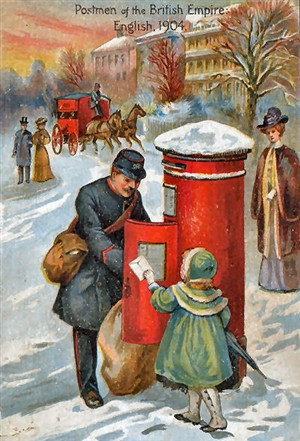 Postmen of the British Empire:
English, 1904.